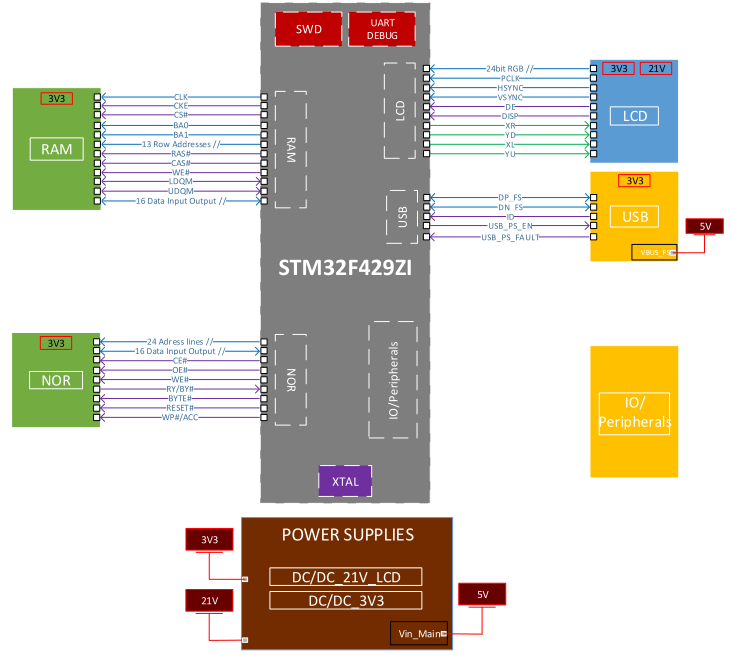 SWD
UART
DEBUG
3V3
RAM
CLK
CKE
CS#
BA0
BA1
13 Row Addresses //
RAS#
CAS#
WE#
LDQM
UDQM
16 Data Input Output //
RAM
LCD
24bit RGB //
PCLK
HSYNC
VSYNC
DE
DISP
XR
YD
XL
YU
3V3
21V
LCD
USB
DP_FS
DN_FS
ID
USB_PS_EN
USB_PS_FAULT
3V3
USB
VBUS_FS
5V
STM32F429ZI
3V3
NOR
24 Adress lines //
16 Data Input Output //
CE#
OE#
WE#
RY/BY#
BYTE#
RESET#
WP#/ACC
NOR
IO/Peripherals
IO/
Peripherals
XTAL
POWER SUPPLIES
3V3
DC/DC_21V_LCD
DC/DC_3V3
21V
Vin_Main
5V